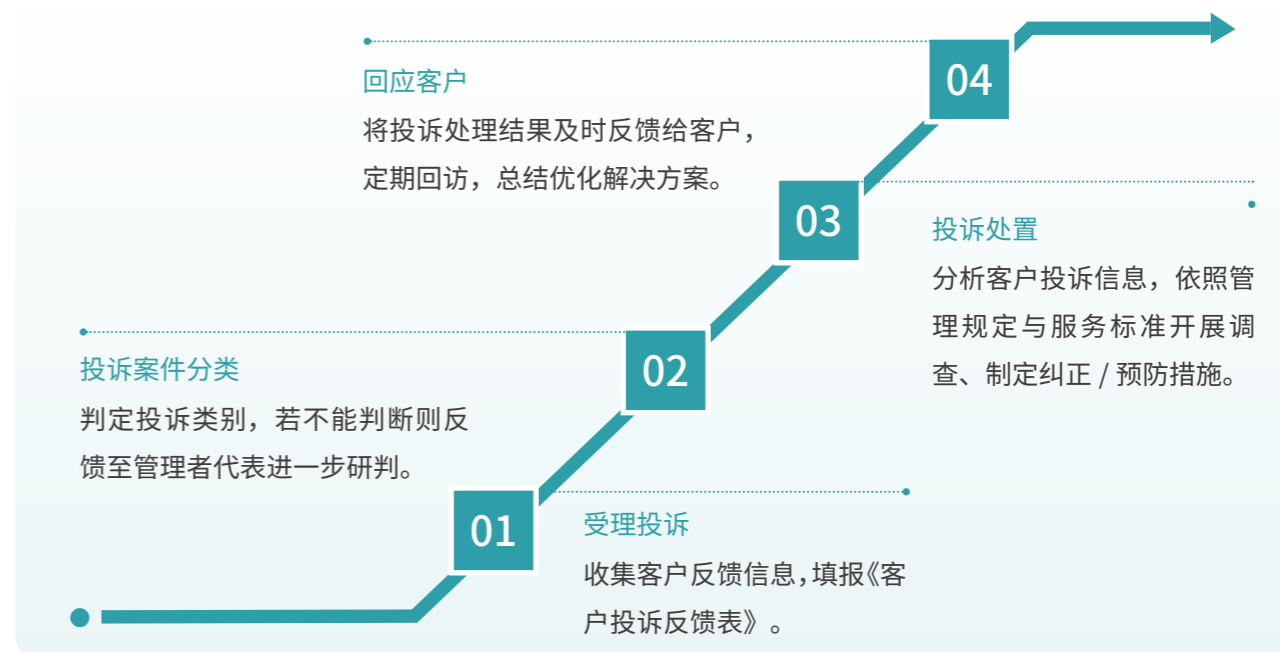 04
回应客户
将投诉处理结果及时反馈给客户，
定期回访，总结优化解决方案。
03
投诉处置
分析客户投诉信息，依照管
理规定与服务标准开展调
查、制定纠正 / 预防措施。
02
投诉案件分类
判定投诉类别，若不能判断则反
馈至管理者代表进一步研判。
01
受理投诉
收集客户反馈信息，填报《客
户投诉反馈表》。